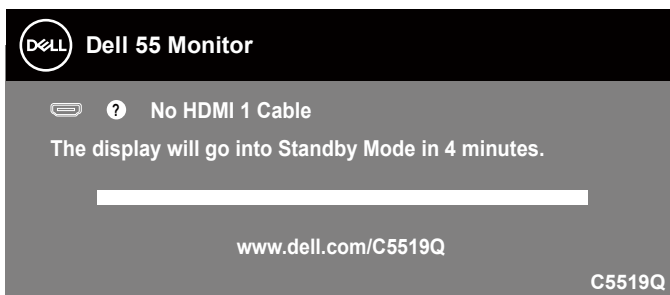 DELL Dell 55 Monitor
? No HDMI 1 Cable
The display will go into Standby Mode in 4 minutes.
www.dell.com/C5519Q
C5519Q